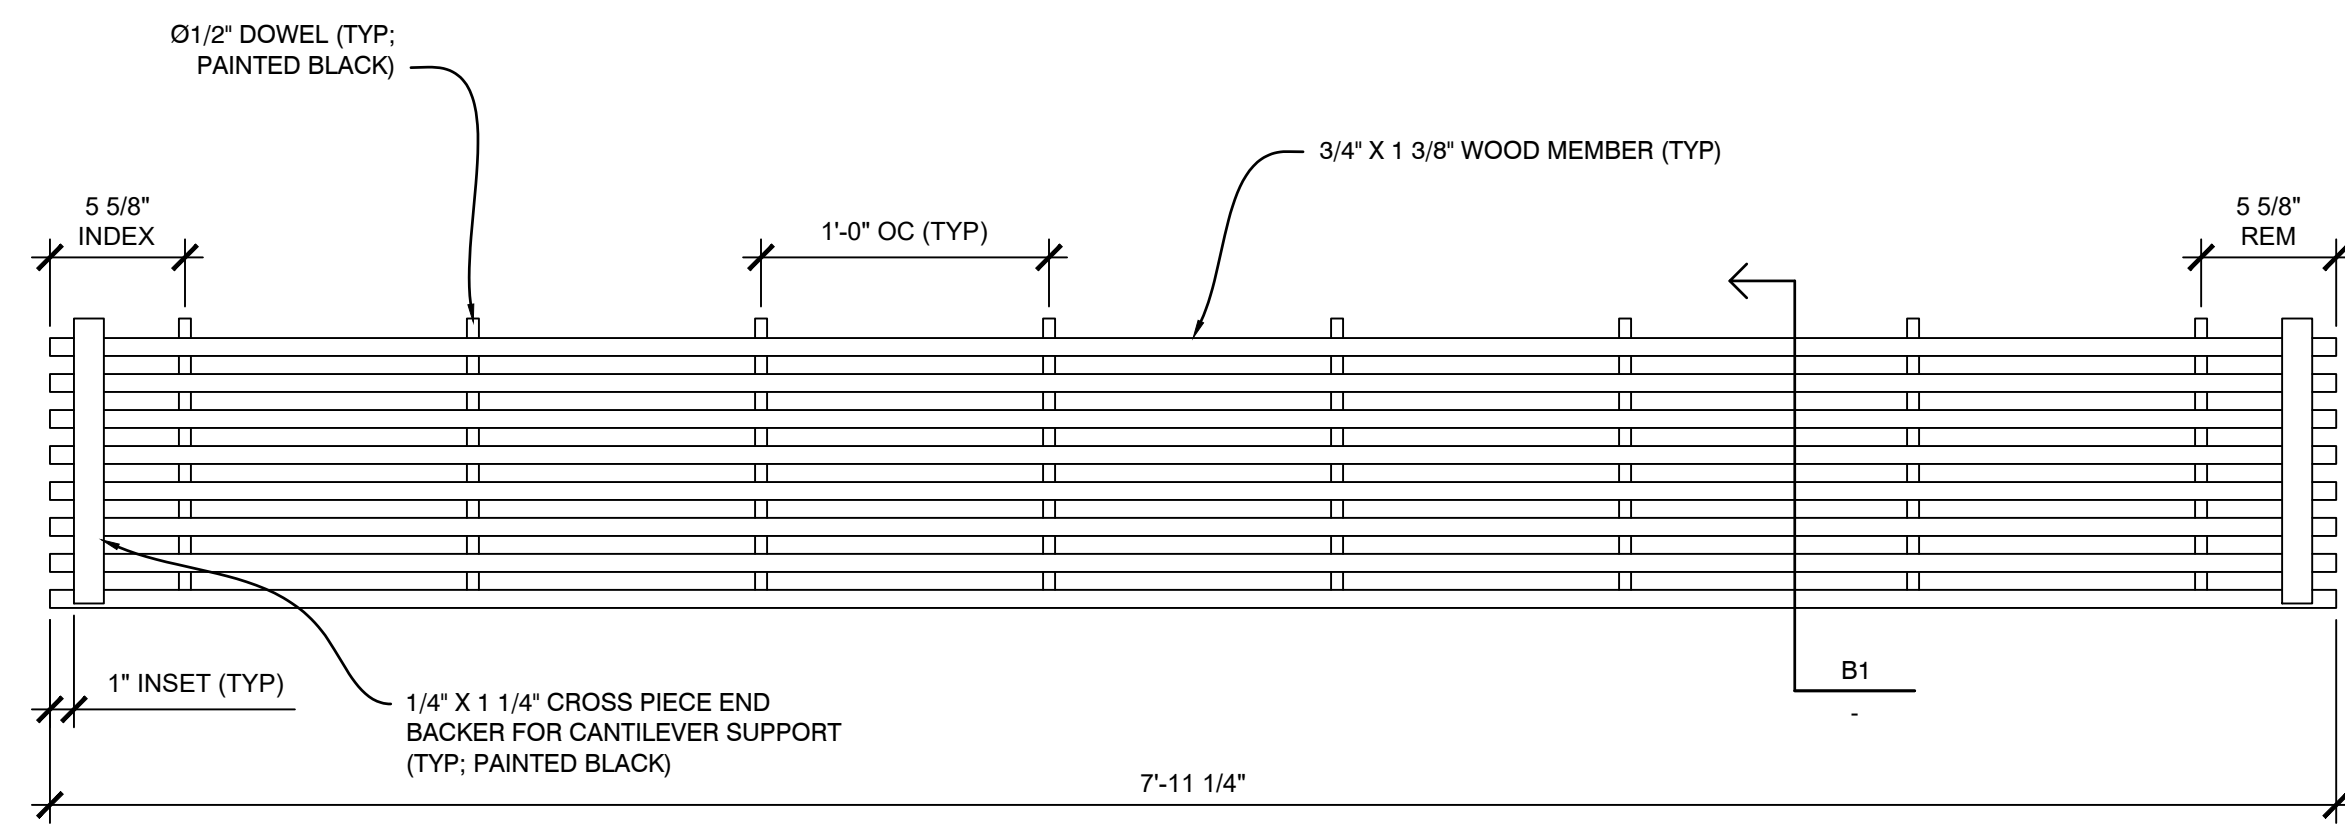 Ø1/2" DOWEL (TYP;
PAINTED BLACK)
3/4" X 1 3/8" WOOD MEMBER (TYP)
5 5/8"
INDEX
1'-0" OC (TYP)
5 5/8"
REM
1" INSET (TYP)
1/4" X 1 1/4" CROSS PIECE END
BACKER FOR CANTILEVER SUPPORT
(TYP; PAINTED BLACK)
B1
-
7'-11 1/4"